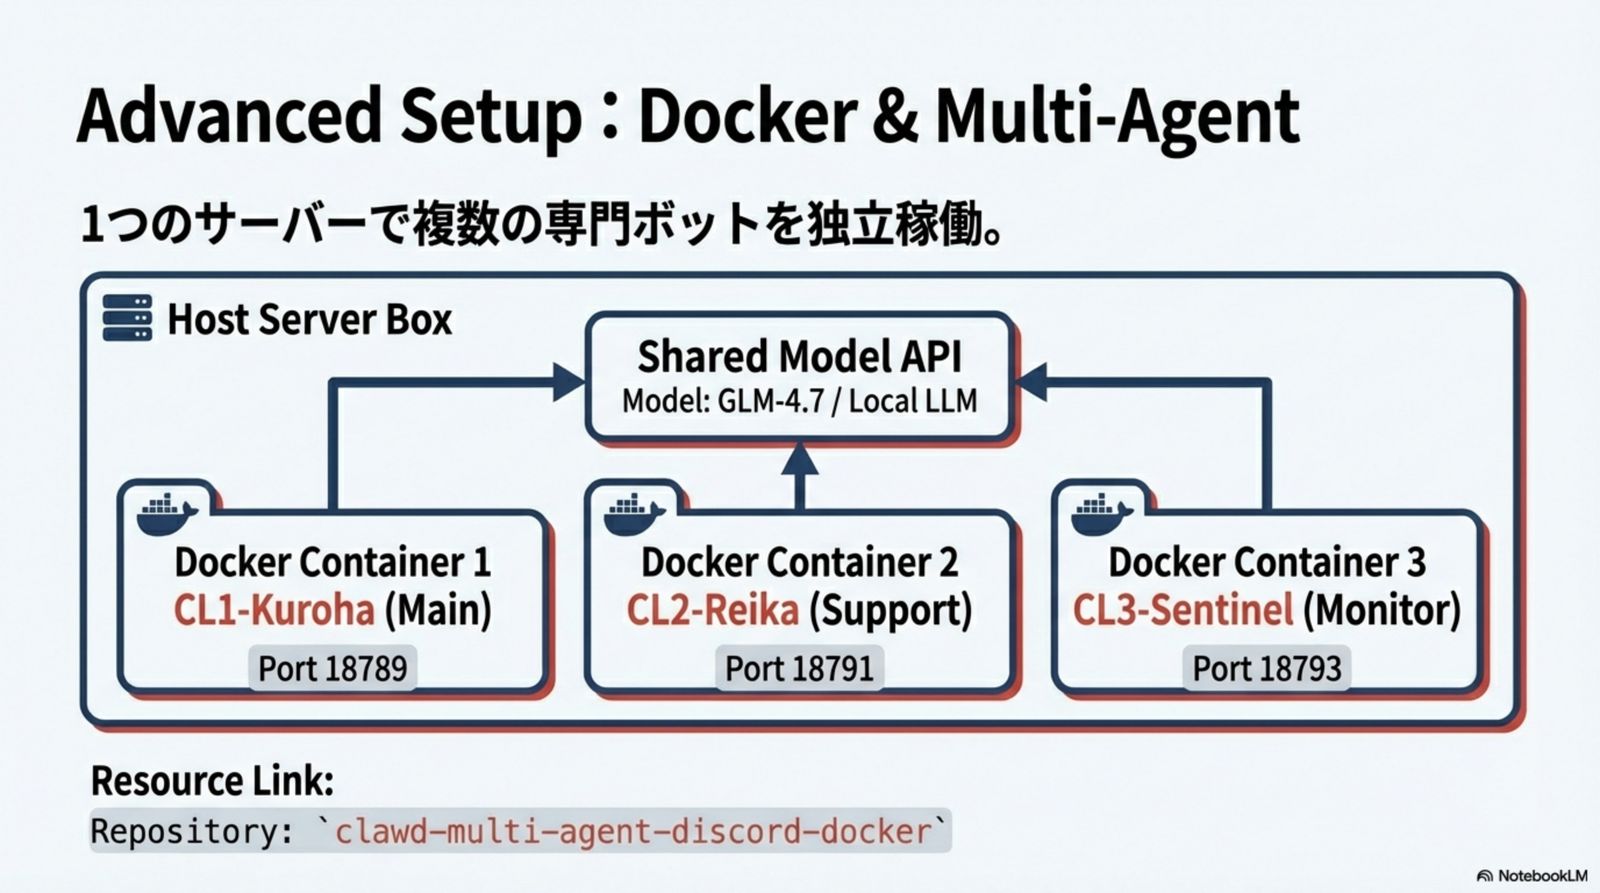 Advanced Setup：Docker & Multi-Agent
1つのサーバーで複数の専門ボットを独立稼働。
Host Server Box
Shared Model API
Model: GLM-4.7 / Local LLM
Docker Container 1
CL1-Kuroha (Main)
Port 18789
Docker Container 2
CL2-Reika (Support)
Port 18791
Docker Container 3
CL3-Sentinel (Monitor)
Port 18793
Resource Link:
Repository: `clawd-multi-agent-discord-docker`
NotebookLM